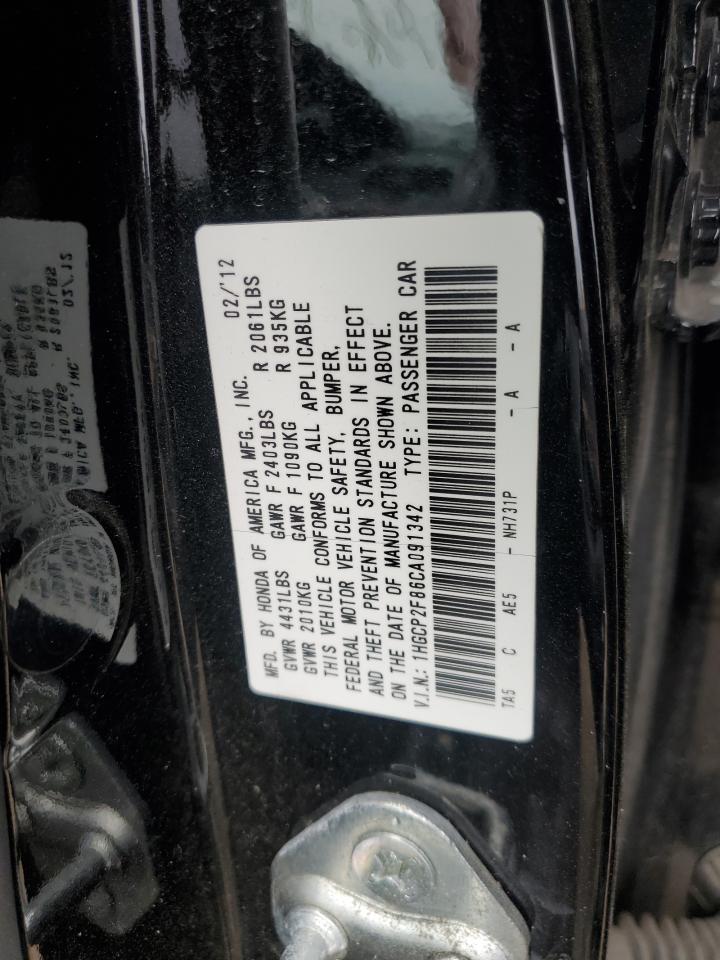 MFD. BY HONDA OF AMERICA MFG., INC. 02/'12
GVWR 4431LBS GAWR F 2403LBS R 2061LBS
GVWR 2010KG GAWR F 1090KG R 935KG
THIS VEHICLE CONFORMS TO ALL APPLICABLE
FEDERAL MOTOR VEHICLE SAFETY, BUMPER,
AND THEFT PREVENTION STANDARDS IN EFFECT
ON THE DATE OF MANUFACTURE SHOWN ABOVE.
V.I.N.: 1HGCP2F86CA091342 TYPE: PASSENGER CAR
TA5 C AE5 - NH731P - A - A